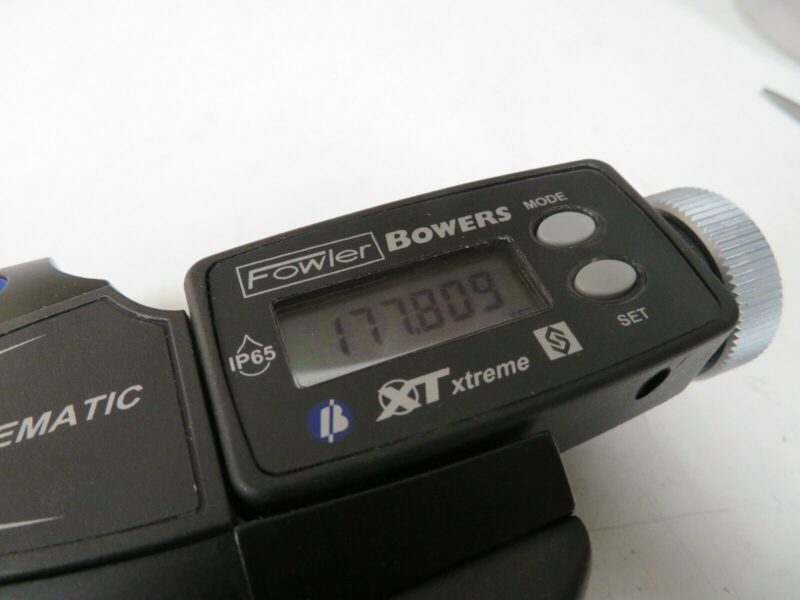 MODE
Fowler BOWERS
177.809
SET
IP65
XT xtreme
EMATIC